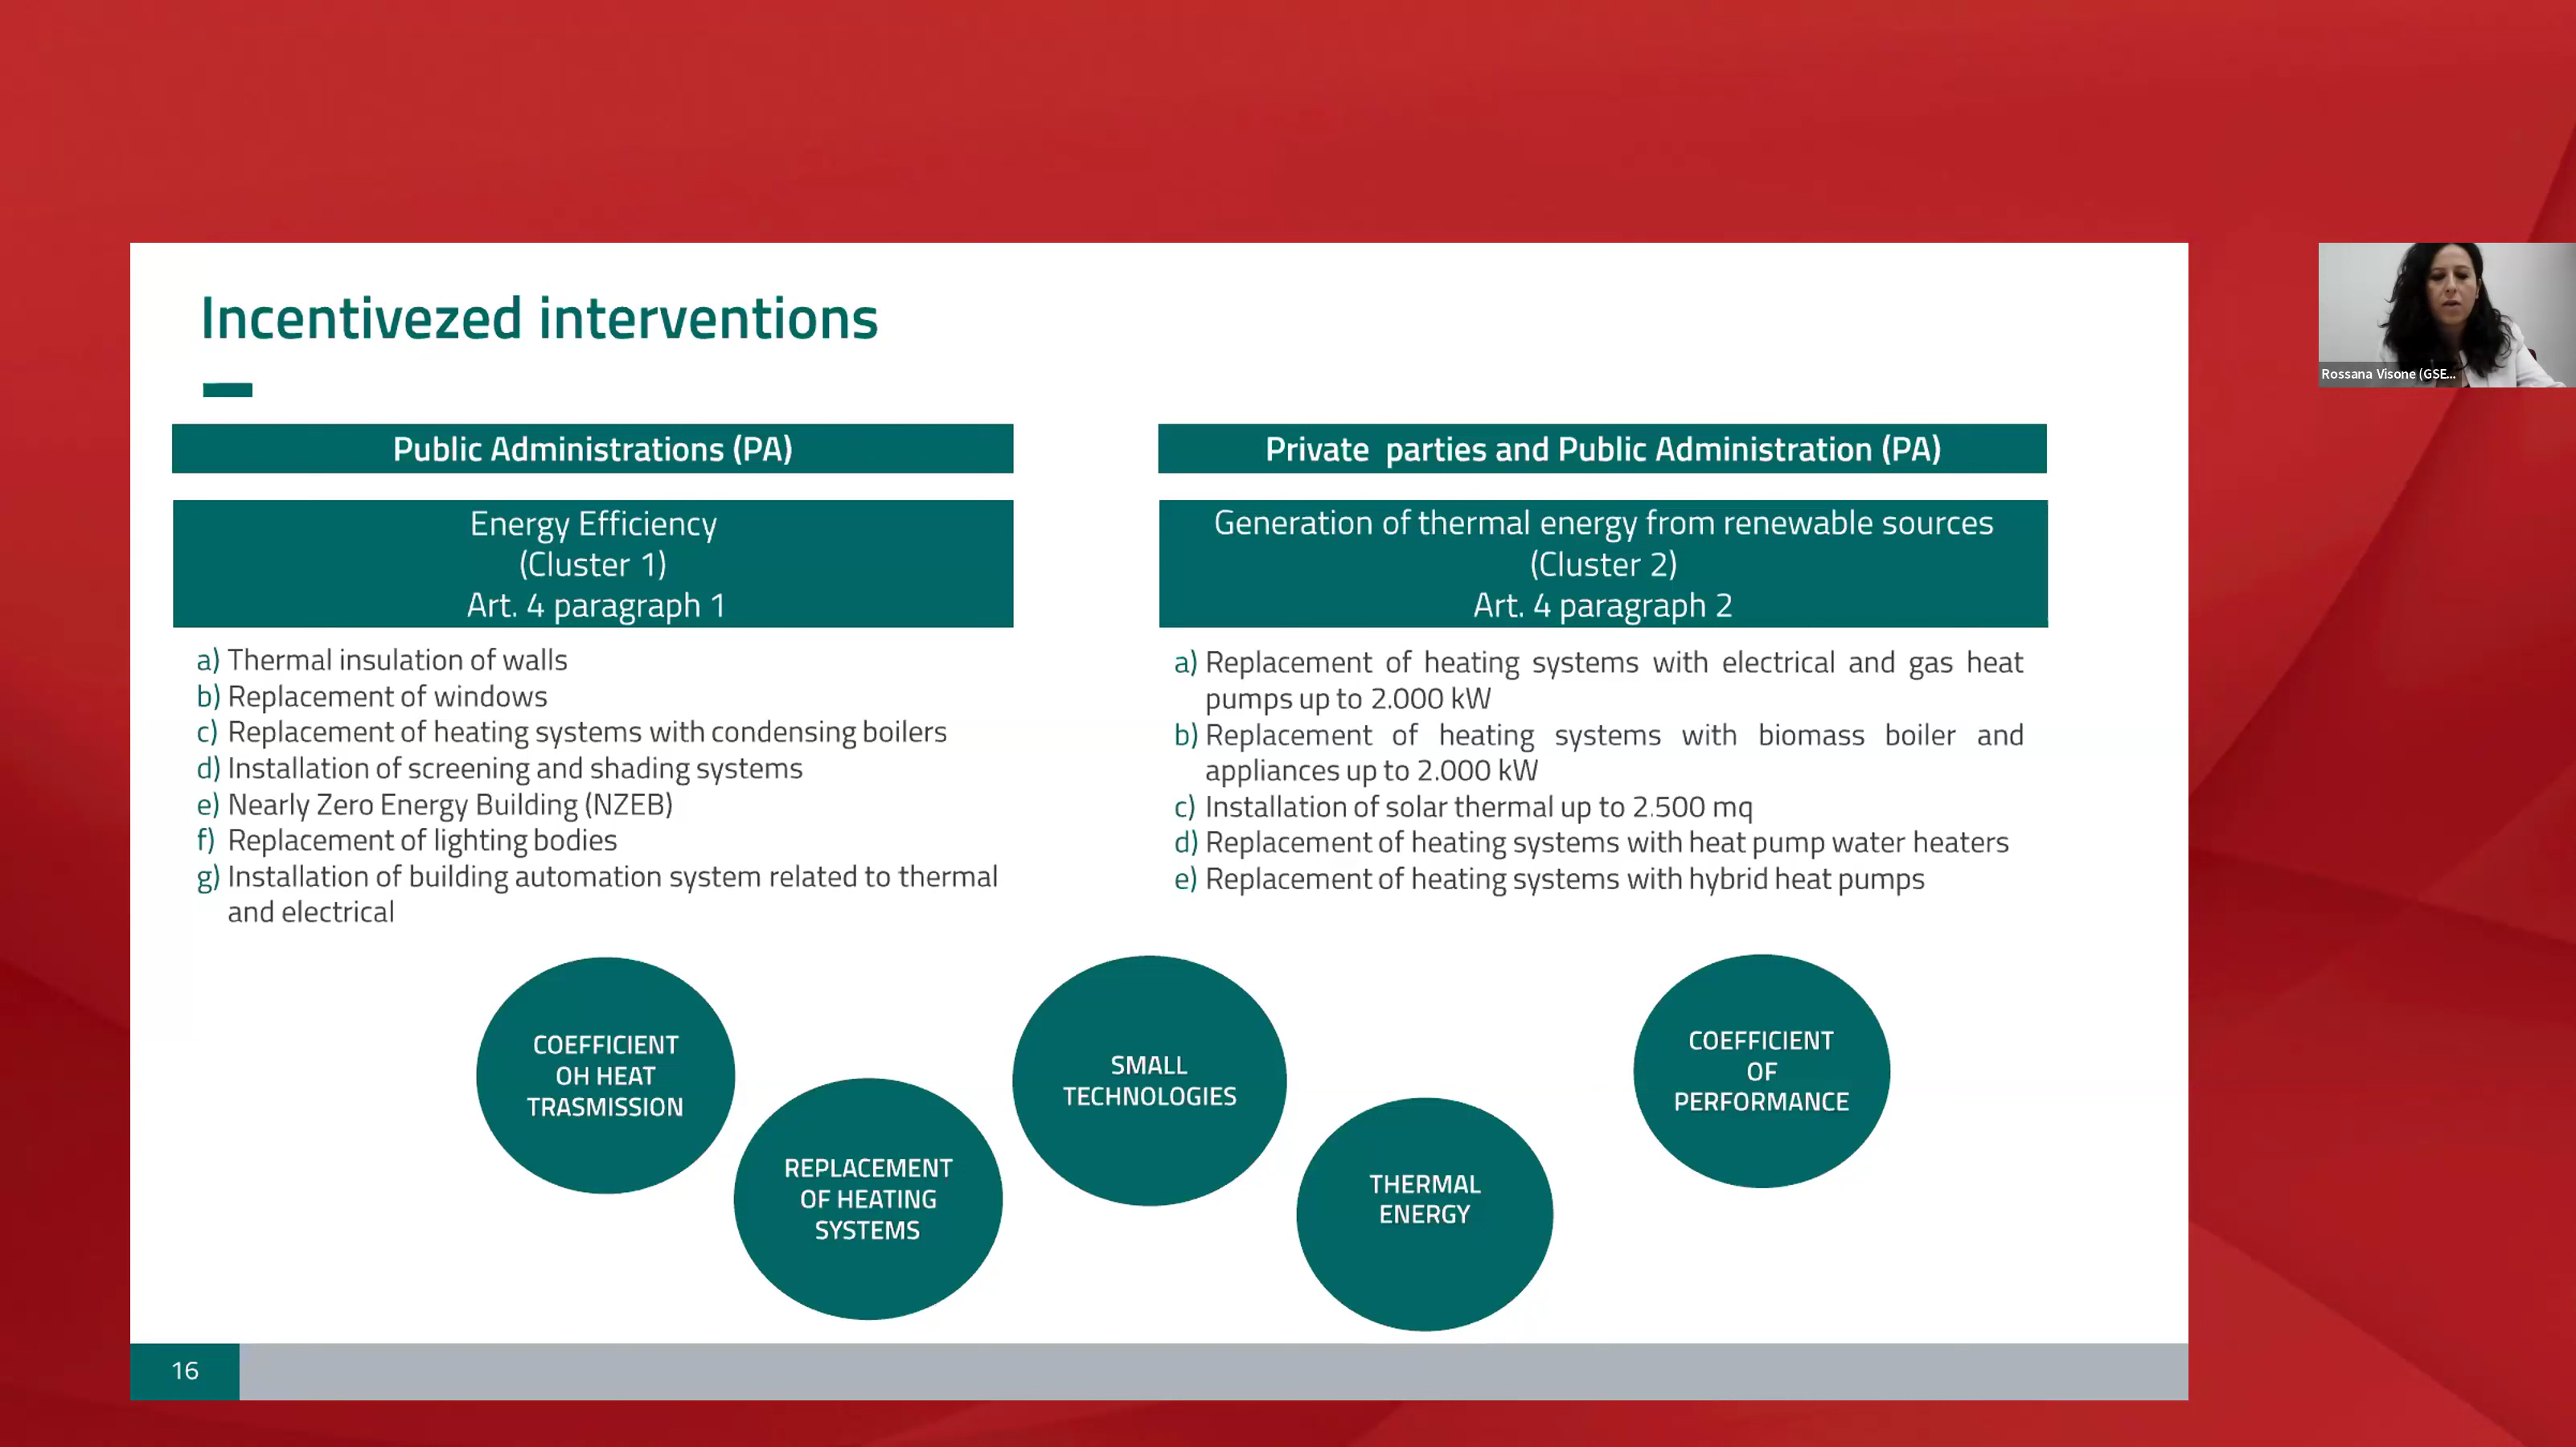 Incentivezed interventions
Public Administrations (PA)
Energy Efficiency
(Cluster 1)
Art. 4 paragraph 1
a) Thermal insulation of walls
b) Replacement of windows
c) Replacement of heating systems with condensing boilers
d) Installation of screening and shading systems
e) Nearly Zero Energy Building (NZEB)
f) Replacement of lighting bodies
g) Installation of building automation system related to thermal
and electrical
Private parties and Public Administration (PA)
Generation of thermal energy from renewable sources
(Cluster 2)
Art. 4 paragraph 2
a) Replacement of heating systems with electrical and gas heat
pumps up to 2.000 kW
b) Replacement of heating systems with biomass boiler and
appliances up to 2.000 kW
c) Installation of solar thermal up to 2.500 mq
d) Replacement of heating systems with heat pump water heaters
e) Replacement of heating systems with hybrid heat pumps
COEFFICIENT
OH HEAT
TRASMISSION
REPLACEMENT
OF HEATING
SYSTEMS
SMALL
TECHNOLOGIES
THERMAL
ENERGY
COEFFICIENT
OF
PERFORMANCE
16
Rossana Visone (GSE...